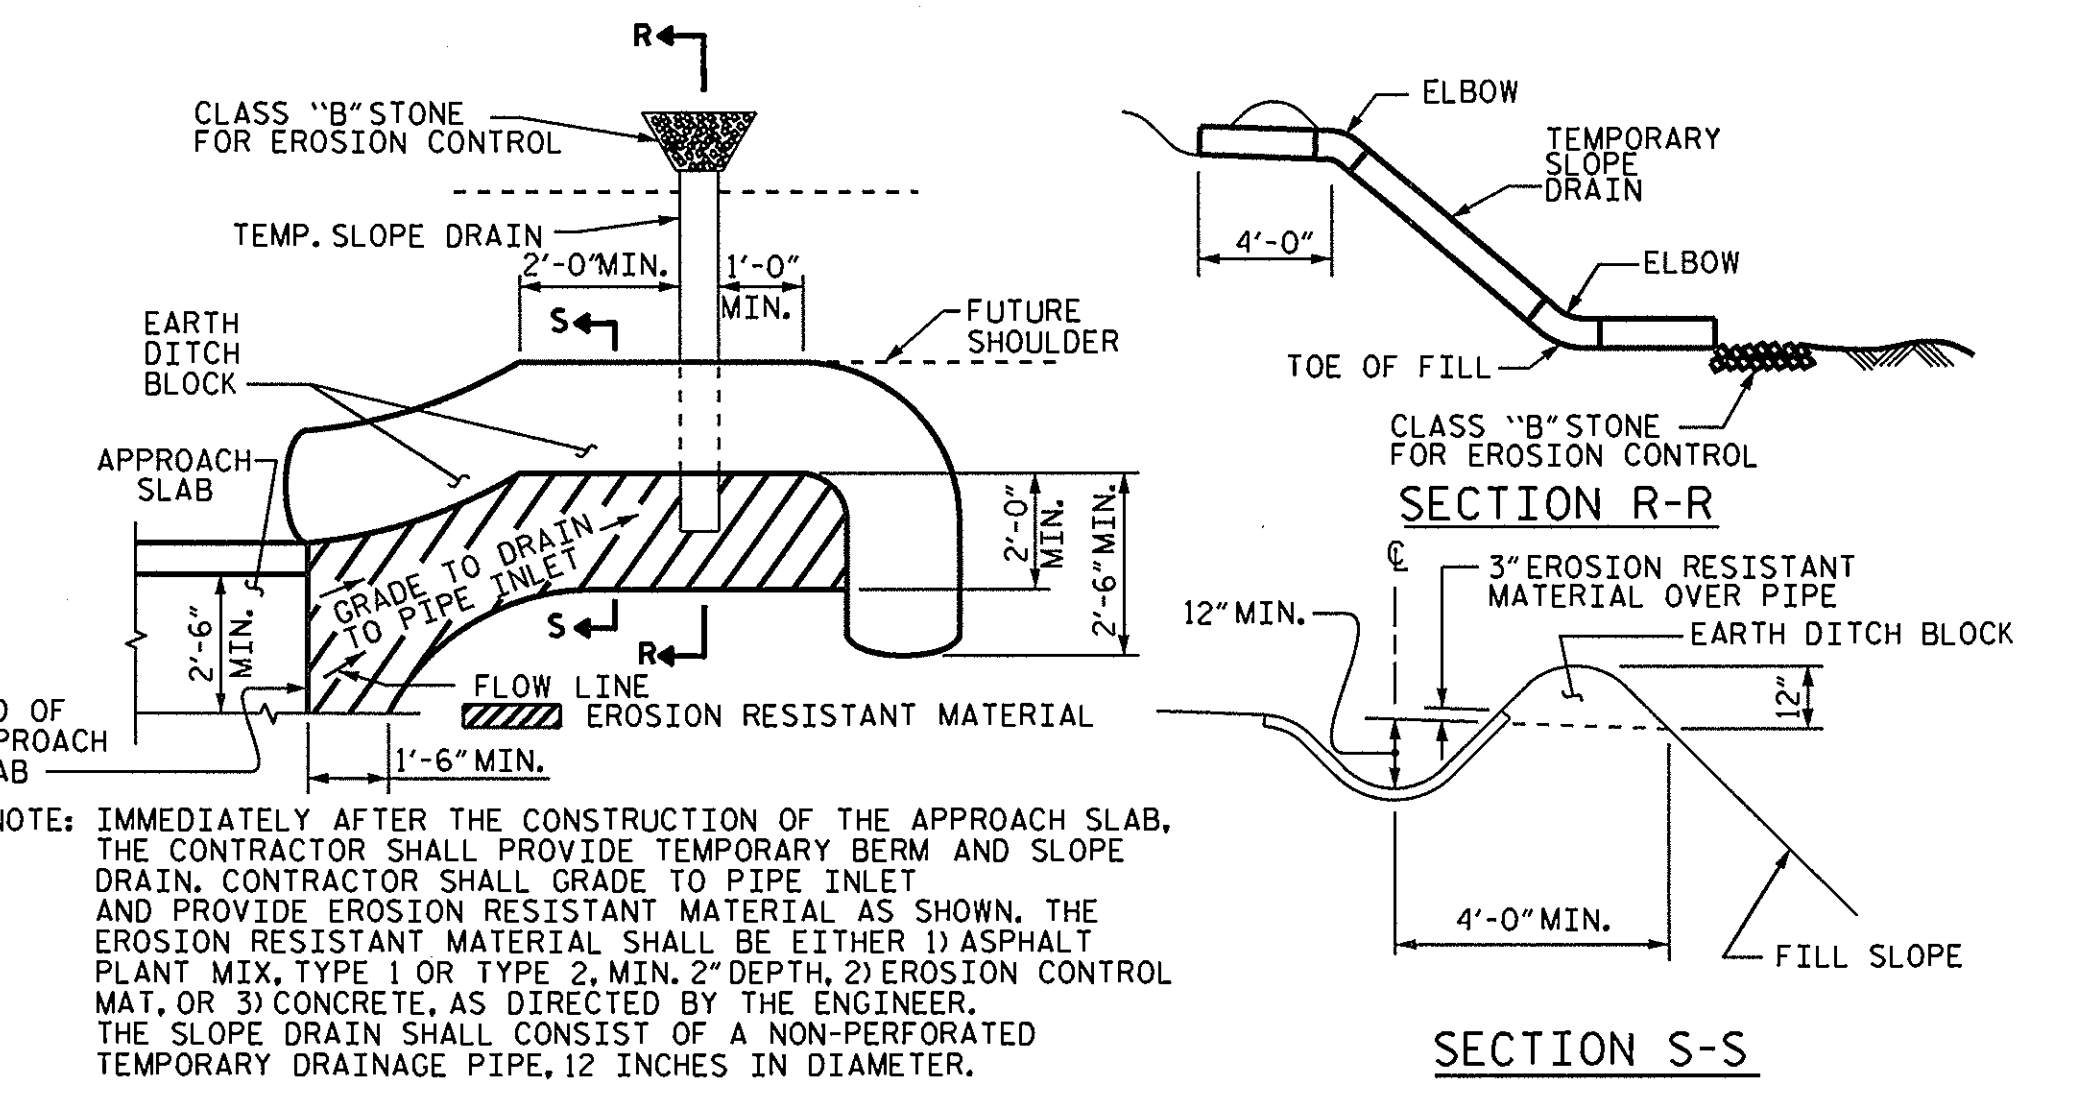 R
CLASS "B" STONE
FOR EROSION CONTROL
TEMP. SLOPE DRAIN
2'-0" MIN.
1'-0"
MIN.
S
FUTURE
SHOULDER
EARTH
DITCH
BLOCK
APPROACH
SLAB
GRADE TO DRAIN
TO PIPE INLET
2'-6"
MIN.
2'-0"
MIN.
2'-6" MIN.
S
R
FLOW LINE
EROSION RESISTANT MATERIAL
OF
1'-6" MIN.
NOTE: IMMEDIATELY AFTER THE CONSTRUCTION OF THE APPROACH SLAB,
THE CONTRACTOR SHALL PROVIDE TEMPORARY BERM AND SLOPE
DRAIN. CONTRACTOR SHALL GRADE TO PIPE INLET
AND PROVIDE EROSION RESISTANT MATERIAL AS SHOWN. THE
EROSION RESISTANT MATERIAL SHALL BE EITHER 1) ASPHALT
PLANT MIX, TYPE 1 OR TYPE 2, MIN. 2" DEPTH, 2) EROSION CONTROL
MAT, OR 3) CONCRETE, AS DIRECTED BY THE ENGINEER.
THE SLOPE DRAIN SHALL CONSIST OF A NON-PERFORATED
TEMPORARY DRAINAGE PIPE, 12 INCHES IN DIAMETER.
ELBOW
TEMPORARY
SLOPE
DRAIN
4'-0"
ELBOW
TOE OF FILL
CLASS "B" STONE
FOR EROSION CONTROL
SECTION R-R
℄
3" EROSION RESISTANT
MATERIAL OVER PIPE
12" MIN.
EARTH DITCH BLOCK
12"
4'-0" MIN.
FILL SLOPE
SECTION S-S